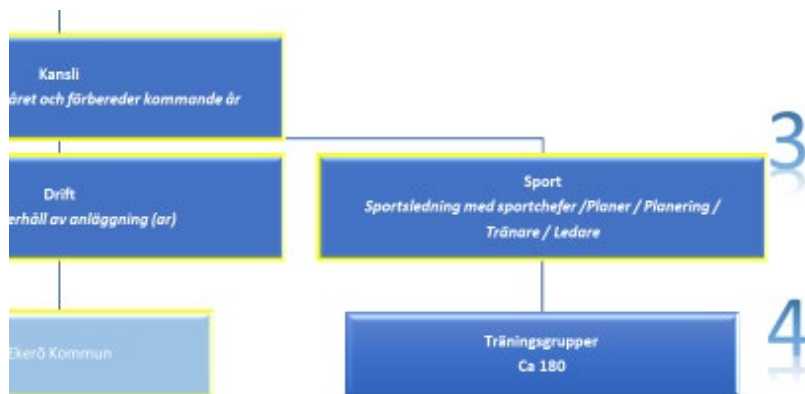 Kansli
året och förbereder kommande år
3
Drift
erhåll av anläggning (ar)
Sport
Sportsledning med sportchefer /Planer / Planering /
Tränare / Ledare
4
Ekerö Kommun
Träningsgrupper
Ca 180